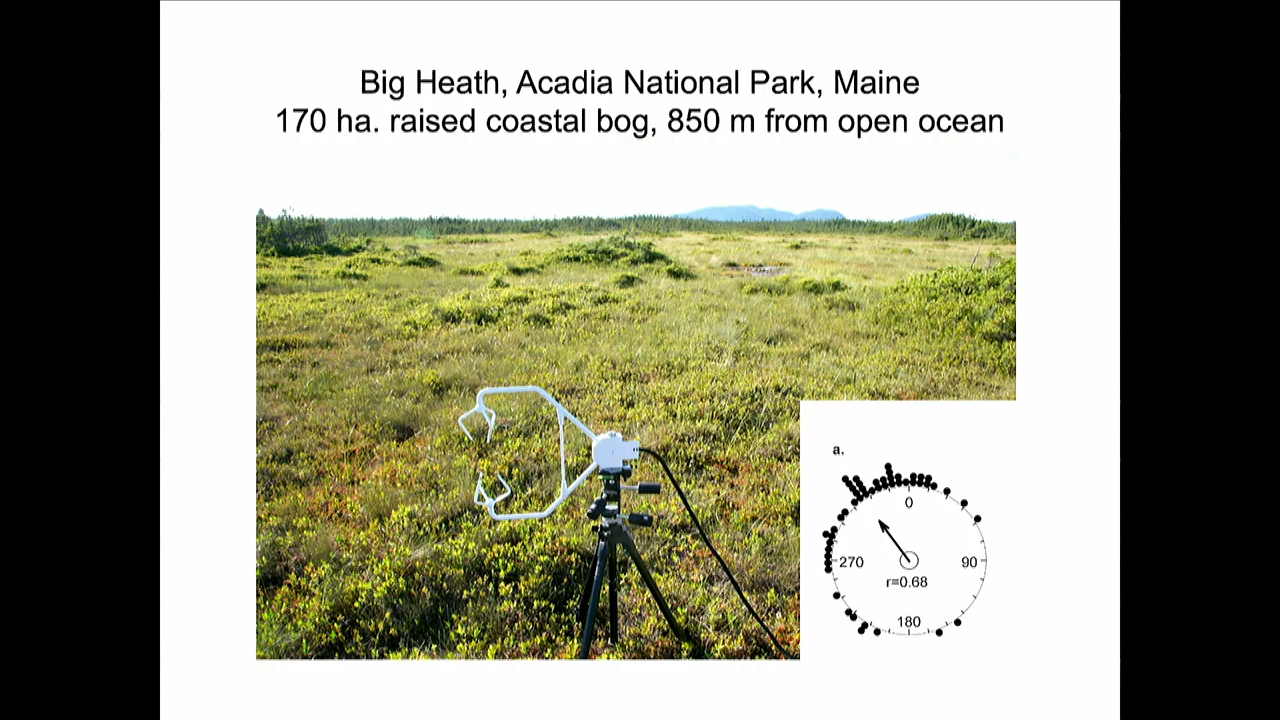 Big Heath, Acadia National Park, Maine
170 ha. raised coastal bog, 850 m from open ocean
a.
0
270
90
r=0.68
180